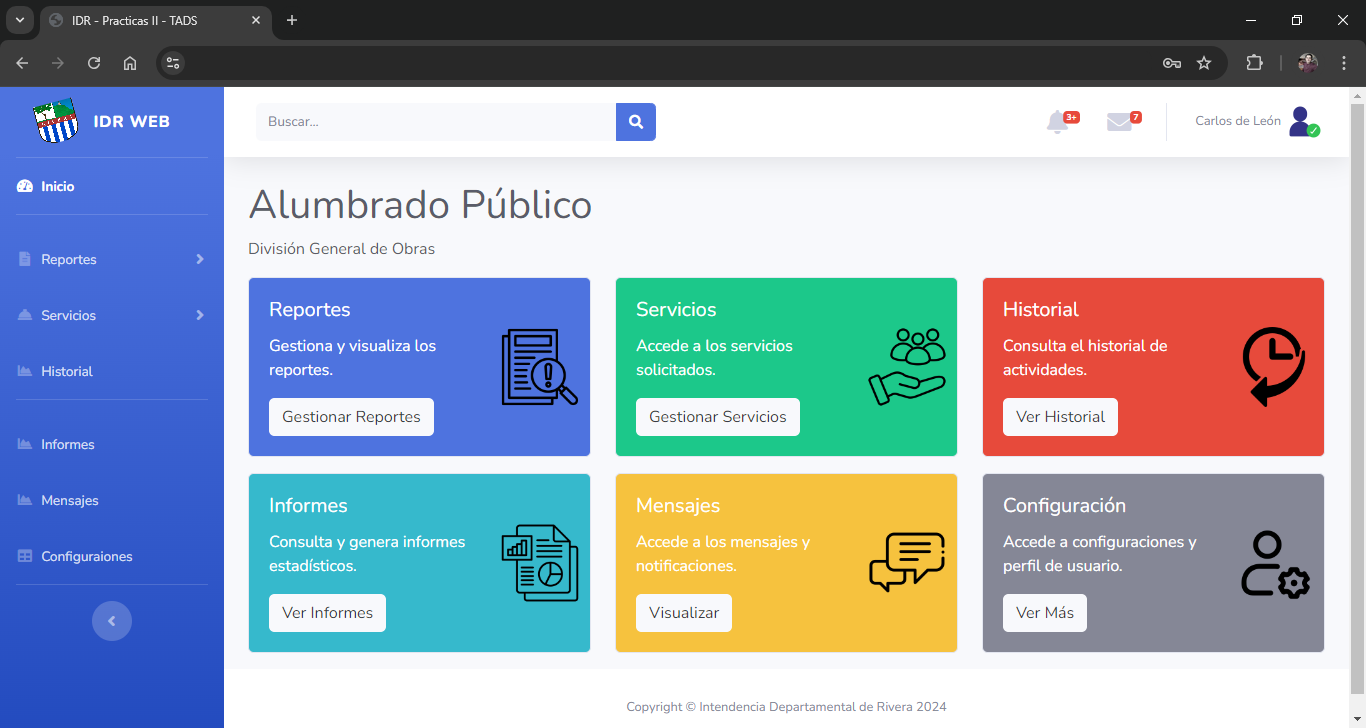 IDR - Practicas II - TADS
IDR WEB
Buscar...
3+
7
Carlos de León
Inicio
Reportes
Servicios
Historial
Informes
Mensajes
Configuraiones
Alumbrado Público
División General de Obras
Reportes
Gestiona y visualiza los
reportes.
Gestionar Reportes
Servicios
Accede a los servicios
solicitados.
Gestionar Servicios
Historial
Consulta el historial de
actividades.
Ver Historial
Informes
Consulta y genera informes
estadísticos.
Ver Informes
Mensajes
Accede a los mensajes y
notificaciones.
Visualizar
Configuración
Accede a configuraciones y
perfil de usuario.
Ver Más
Copyright © Intendencia Departamental de Rivera 2024